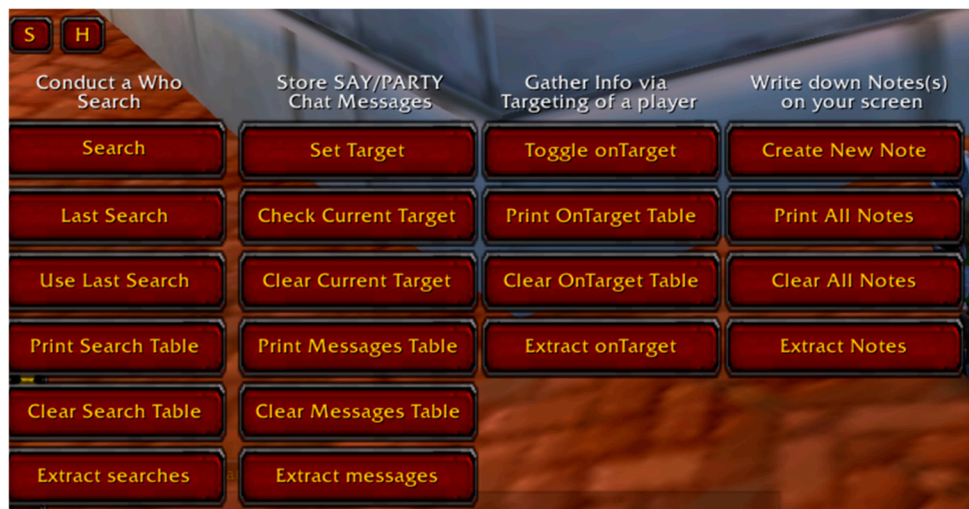 S H
Conduct a Who
Search
Search
Last Search
Use Last Search
Print Search Table
Clear Search Table
Extract searches
Store SAY/PARTY
Chat Messages
Set Target
Check Current Target
Clear Current Target
Print Messages Table
Clear Messages Table
Extract messages
Gather Info via
Targeting of a player
Toggle onTarget
Print OnTarget Table
Clear OnTarget Table
Extract onTarget
Write down Notes(s)
on your screen
Create New Note
Print All Notes
Clear All Notes
Extract Notes